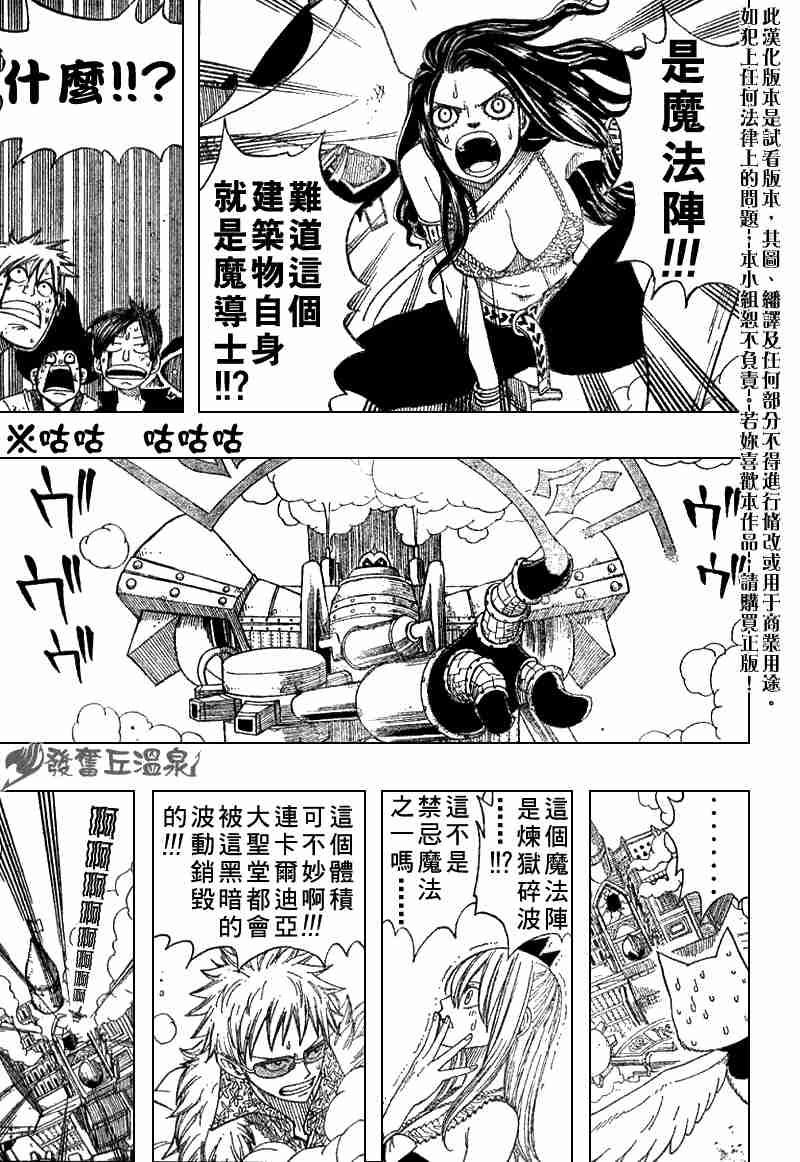 此漢化版本是試看版本，其圖、繙譯及任何部分不得進行修改或用于商業用途。
如犯上任何法律上的問題┅本小組恕不負責┅若妳喜歡本作品┅請購買正版！
是魔法陣!!!
難道這個
建築物自身
就是魔導士!!?
什麼!!?
※咕咕　咕咕咕
ヴヴ
ヴヴ
發奮丘溫泉
………
這個魔法陣
是煉獄碎波
……!!?
這不是
禁忌魔法
之一嗎……
這個體積
可不妙啊!!!
連卡爾迪亞
大聖堂都會
被這黑暗的
波動銷毀
的!!!